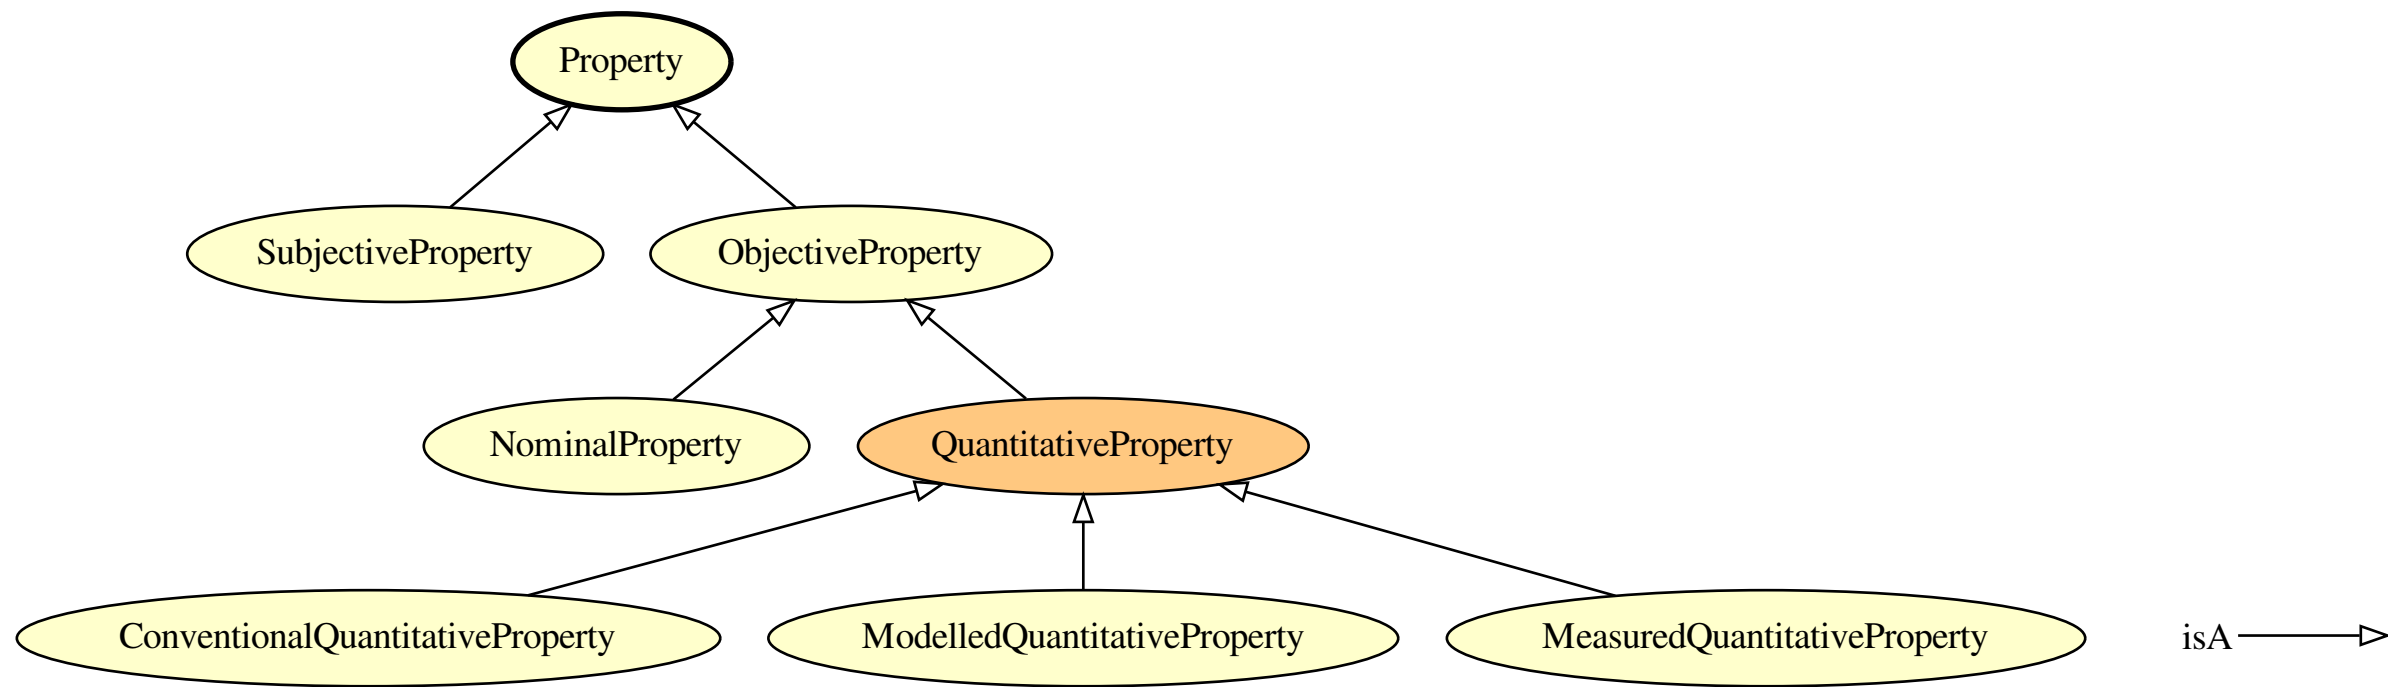 Property
SubjectiveProperty
ObjectiveProperty
NominalProperty
QuantitativeProperty
ConventionalQuantitativeProperty
ModelledQuantitativeProperty
MeasuredQuantitativeProperty
isA